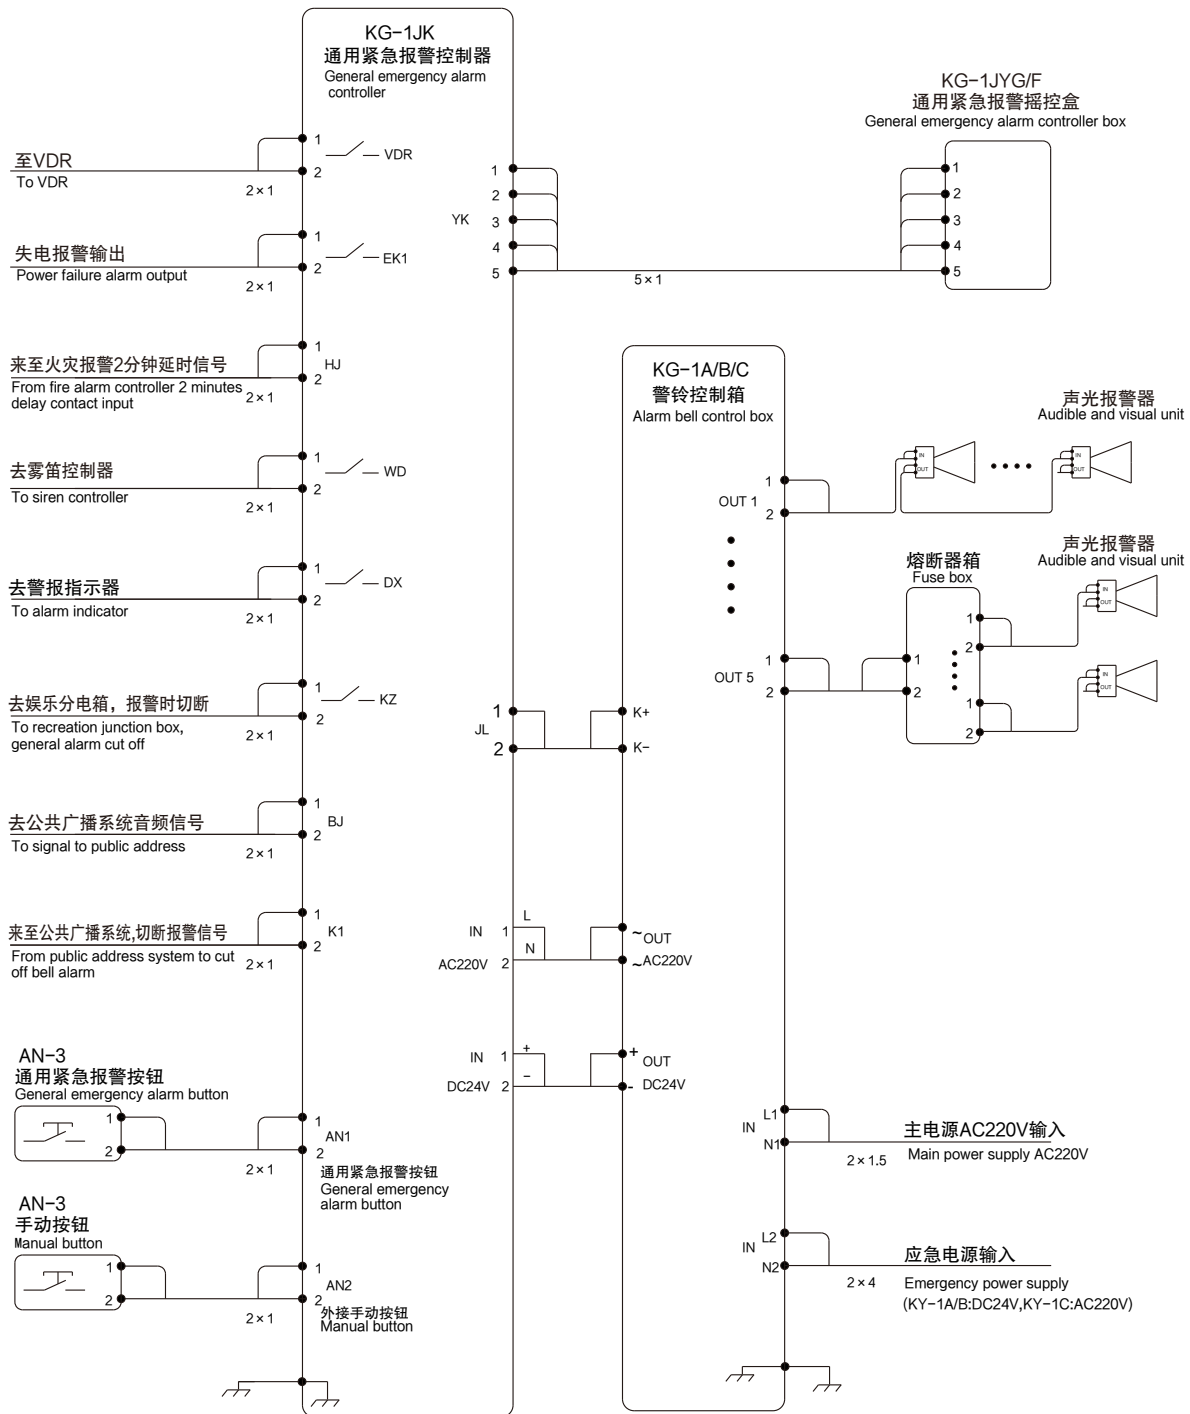 KG-1JK
通用紧急报警控制器
General emergency alarm
controller
KG-1JYG/F
通用紧急报警摇控盒
General emergency alarm controller box
至VDR
To VDR
2×1
1
2
VDR
失电报警输出
Power failure alarm output
2×1
1
2
EK1
来至火灾报警2分钟延时信号
From fire alarm controller 2 minutes
delay contact input
2×1
1
2
HJ
去雾笛控制器
To siren controller
2×1
1
2
WD
去警报指示器
To alarm indicator
2×1
1
2
DX
去娱乐分电箱，报警时切断
To recreation junction box,
general alarm cut off
2×1
1
2
KZ
去公共广播系统音频信号
To signal to public address
2×1
1
2
BJ
来至公共广播系统,切断报警信号
From public address system to cut
off bell alarm
2×1
1
2
K1
AN-3
通用紧急报警按钮
General emergency alarm button
1
2
2×1
1
AN1
2
通用紧急报警按钮
General emergency
alarm button
AN-3
手动按钮
Manual button
1
2
2×1
1
AN2
2
外接手动按钮
Manual button
YK
1
2
3
4
5
5×1
1
2
3
4
5
JL
1
2
IN
AC220V
1
2
L
N
IN
DC24V
1
2
+
−
KG-1A/B/C
警铃控制箱
Alarm bell control box
K+
K-
~OUT
~AC220V
+ OUT
- DC24V
OUT 1
1
2
OUT 5
1
2
声光报警器
Audible and visual unit
IN
OUT
IN
OUT
熔断器箱
Fuse box
1
2
1
2
1
2
声光报警器
Audible and visual unit
IN
OUT
IN
OUT
IN
L1
N1
2×1.5
主电源AC220V输入
Main power supply AC220V
IN
L2
N2
2×4
应急电源输入
Emergency power supply
(KY-1A/B:DC24V,KY-1C:AC220V)